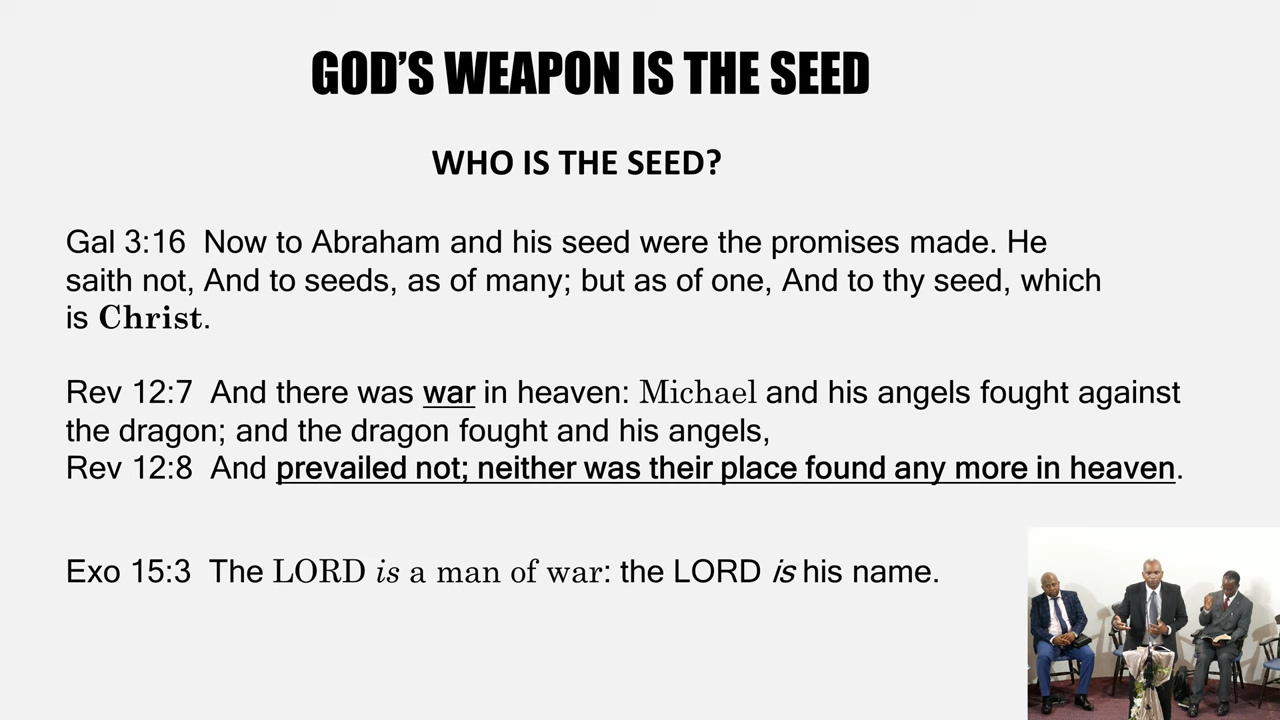 GOD’S WEAPON IS THE SEED
WHO IS THE SEED?
Gal 3:16 Now to Abraham and his seed were the promises made. He
saith not, And to seeds, as of many; but as of one, And to thy seed, which
is Christ.
Rev 12:7 And there was war in heaven: Michael and his angels fought against
the dragon; and the dragon fought and his angels,
Rev 12:8 And prevailed not; neither was their place found any more in heaven.
Exo 15:3 The LORD is a man of war: the LORD is his name.